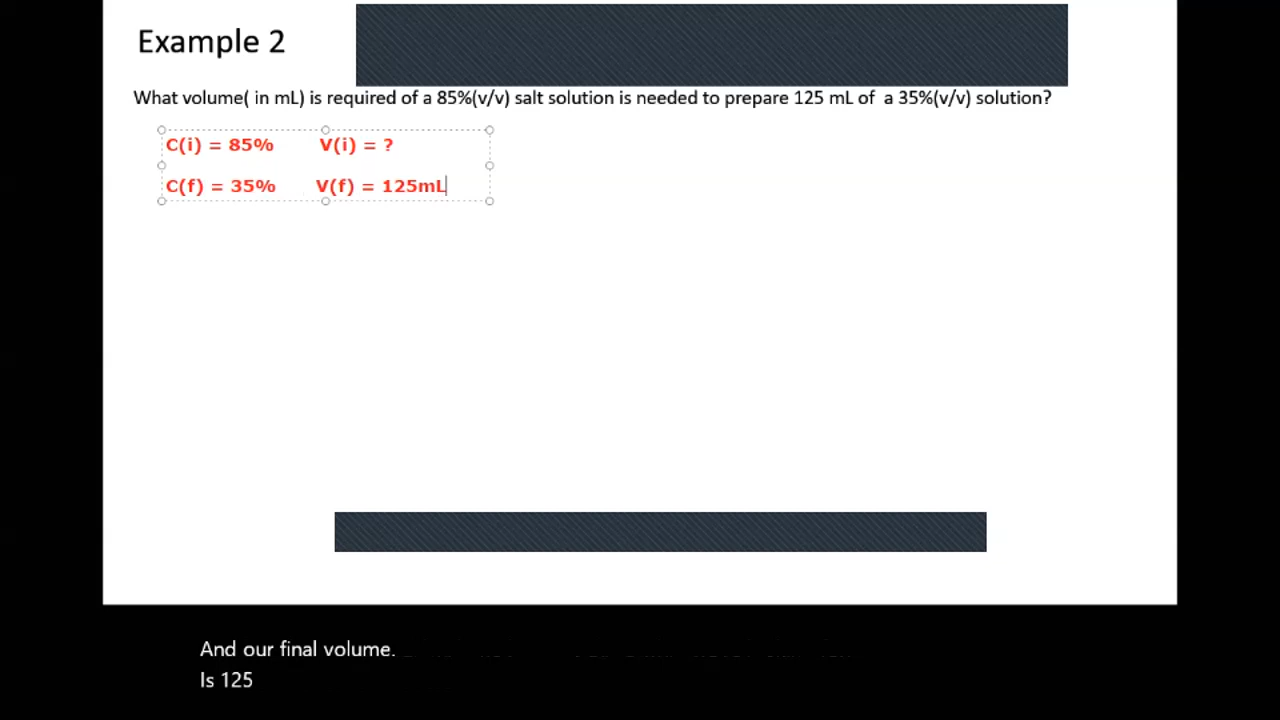 Example 2
What volume( in mL) is required of a 85%(v/v) salt solution is needed to prepare 125 mL of a 35%(v/v) solution?
C(i) = 85% V(i) = ?
C(f) = 35% V(f) = 125mL
And our final volume.
Is 125